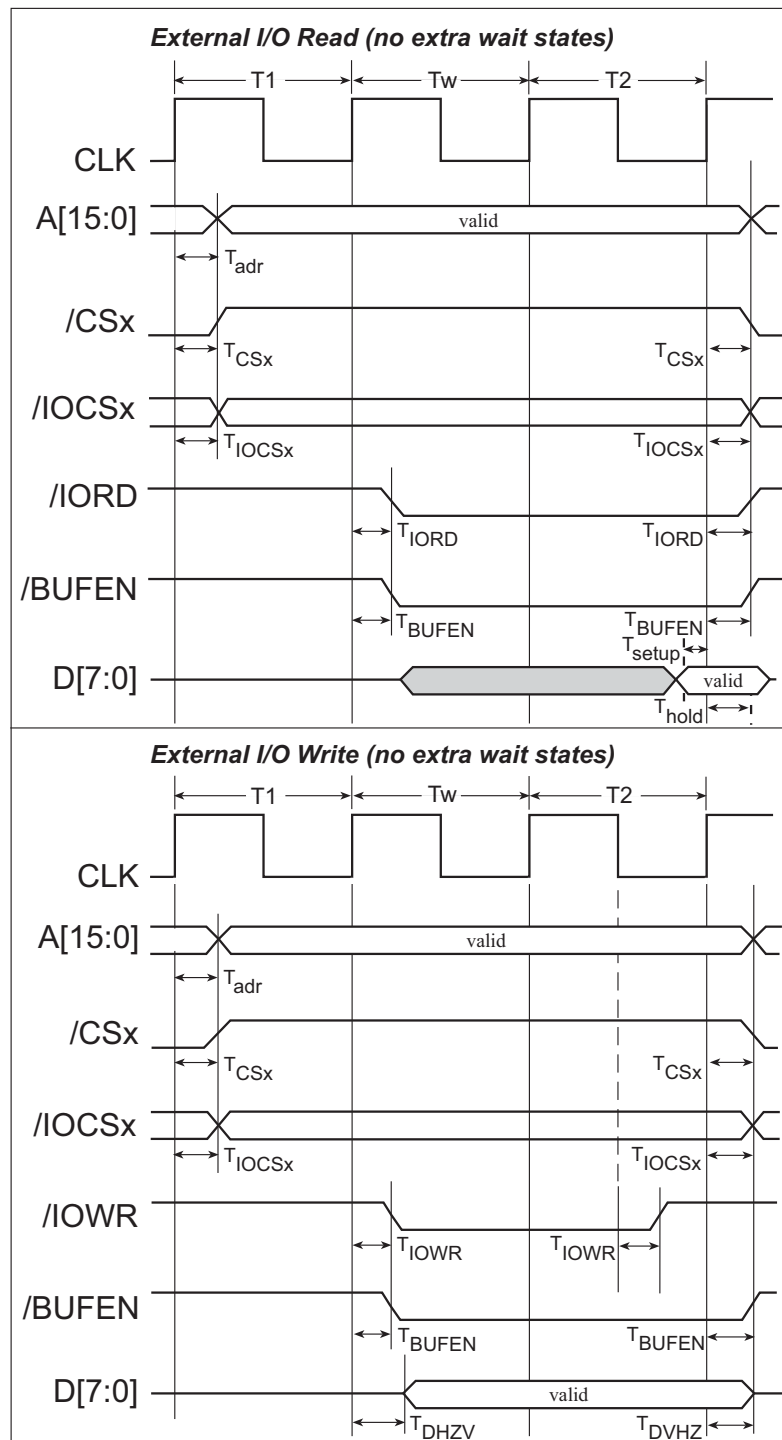 External I/O Read (no extra wait states)
T1 Tw T2
CLK
A[15:0] valid
Tadr
/CSx
TCSx TCSx
/IOCSx
TIOCSx TIOCSx
/IORD
TIORD TIORD
/BUFEN
TBUFEN TBUFEN
Tsetup
D[7:0] valid
Thold
External I/O Write (no extra wait states)
T1 Tw T2
CLK
A[15:0] valid
Tadr
/CSx
TCSx TCSx
/IOCSx
TIOCSx TIOCSx
/IOWR
TIOWR TIOWR
/BUFEN
TBUFEN TBUFEN
D[7:0] valid
TDHZV TDVHZ